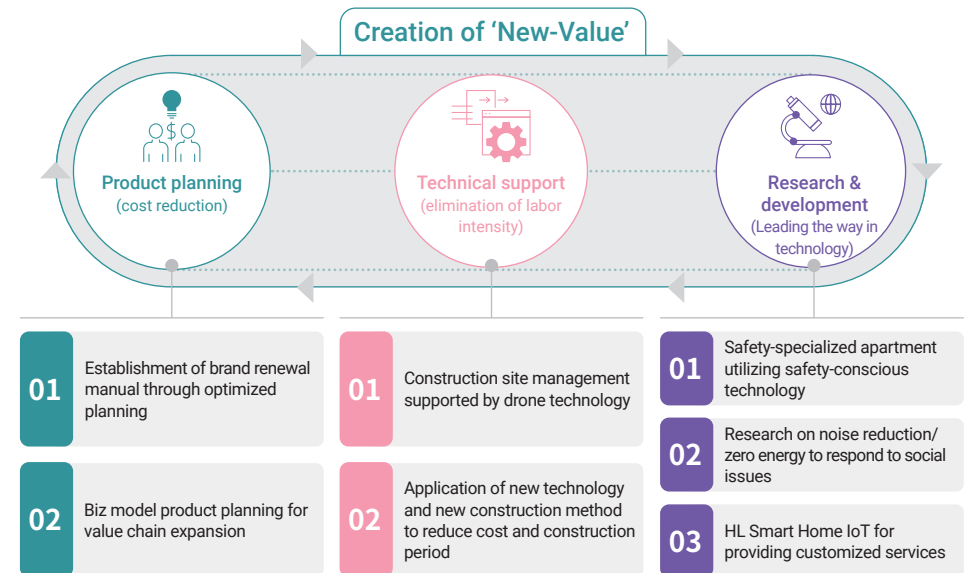 Creation of ‘New-Value’
$
Product planning
(cost reduction)
Technical support
(elimination of labor
intensity)
Research &
development
(Leading the way in
technology)
01
Establishment of brand renewal
manual through optimized
planning
02
Biz model product planning for
value chain expansion
01
Construction site management
supported by drone technology
02
Application of new technology
and new construction method
to reduce cost and construction
period
01
Safety-specialized apartment
utilizing safety-conscious
technology
02
Research on noise reduction/
zero energy to respond to social
issues
03
HL Smart Home IoT for
providing customized services